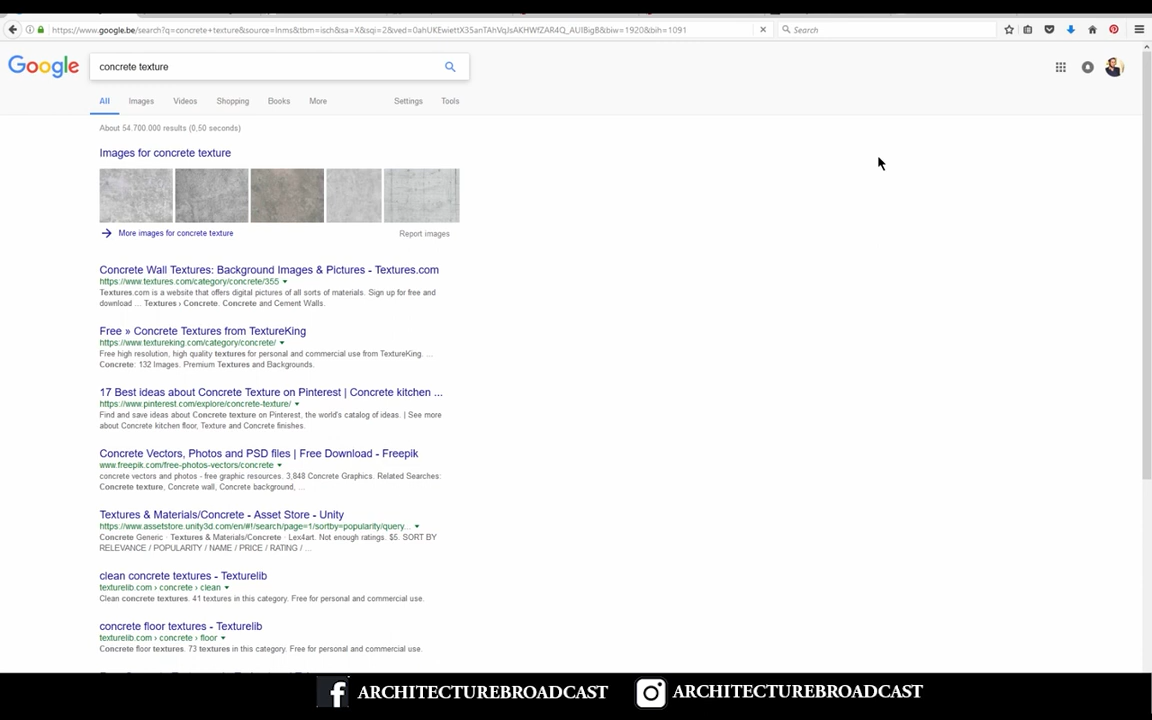 https://www.google.be/search?q=concrete+texture&source=lnms&tbm=isch&sa=X&sqi=2&ved=0ahUKEwiettX35anTAhVqJsAKHWfZAR4Q_AUIBigB&biw=1920&bih=1091
Search
Google
concrete texture
All Images Videos Shopping Books More Settings Tools
About 54.700.000 results (0,50 seconds)
Images for concrete texture
More images for concrete texture Report images
Concrete Wall Textures: Background Images & Pictures - Textures.com
https://www.textures.com/category/concrete/355
Textures.com is a website that offers digital pictures of all sorts of materials. Sign up for free and
download ... Textures › Concrete. Concrete and Cement Walls.
Free » Concrete Textures from TextureKing
https://www.textureking.com/category/concrete/
Free high resolution, high quality textures for personal and commercial use from TextureKing. ...
Concrete: 132 Images. Premium Textures and Backgrounds.
17 Best ideas about Concrete Texture on Pinterest | Concrete kitchen ...
https://www.pinterest.com/explore/concrete-texture/
Find and save ideas about Concrete texture on Pinterest, the world's catalog of ideas. | See more
about Concrete kitchen floor, Texture and Concrete finishes.
Concrete Vectors, Photos and PSD files | Free Download - Freepik
www.freepik.com/free-photos-vectors/concrete
concrete vectors and photos - free graphic resources. 3,848 Concrete Graphics. Related Searches:
Concrete texture, Concrete wall, Concrete background, ...
Textures & Materials/Concrete - Asset Store - Unity
https://www.assetstore.unity3d.com/en/#!/search/page=1/sortby=popularity/query...
Concrete Generic · Textures & Materials/Concrete · Lex4art. Not enough ratings. $5. SORT BY
RELEVANCE / POPULARITY / NAME / PRICE / RATING / ...
clean concrete textures - Texturelib
texturelib.com › concrete › clean
Clean concrete textures. 41 textures in this category. Free for personal and commercial use.
concrete floor textures - Texturelib
texturelib.com › concrete › floor
Concrete floor textures. 73 textures in this category. Free for personal and commercial use.
ARCHITECTUREBROADCAST ARCHITECTUREBROADCAST